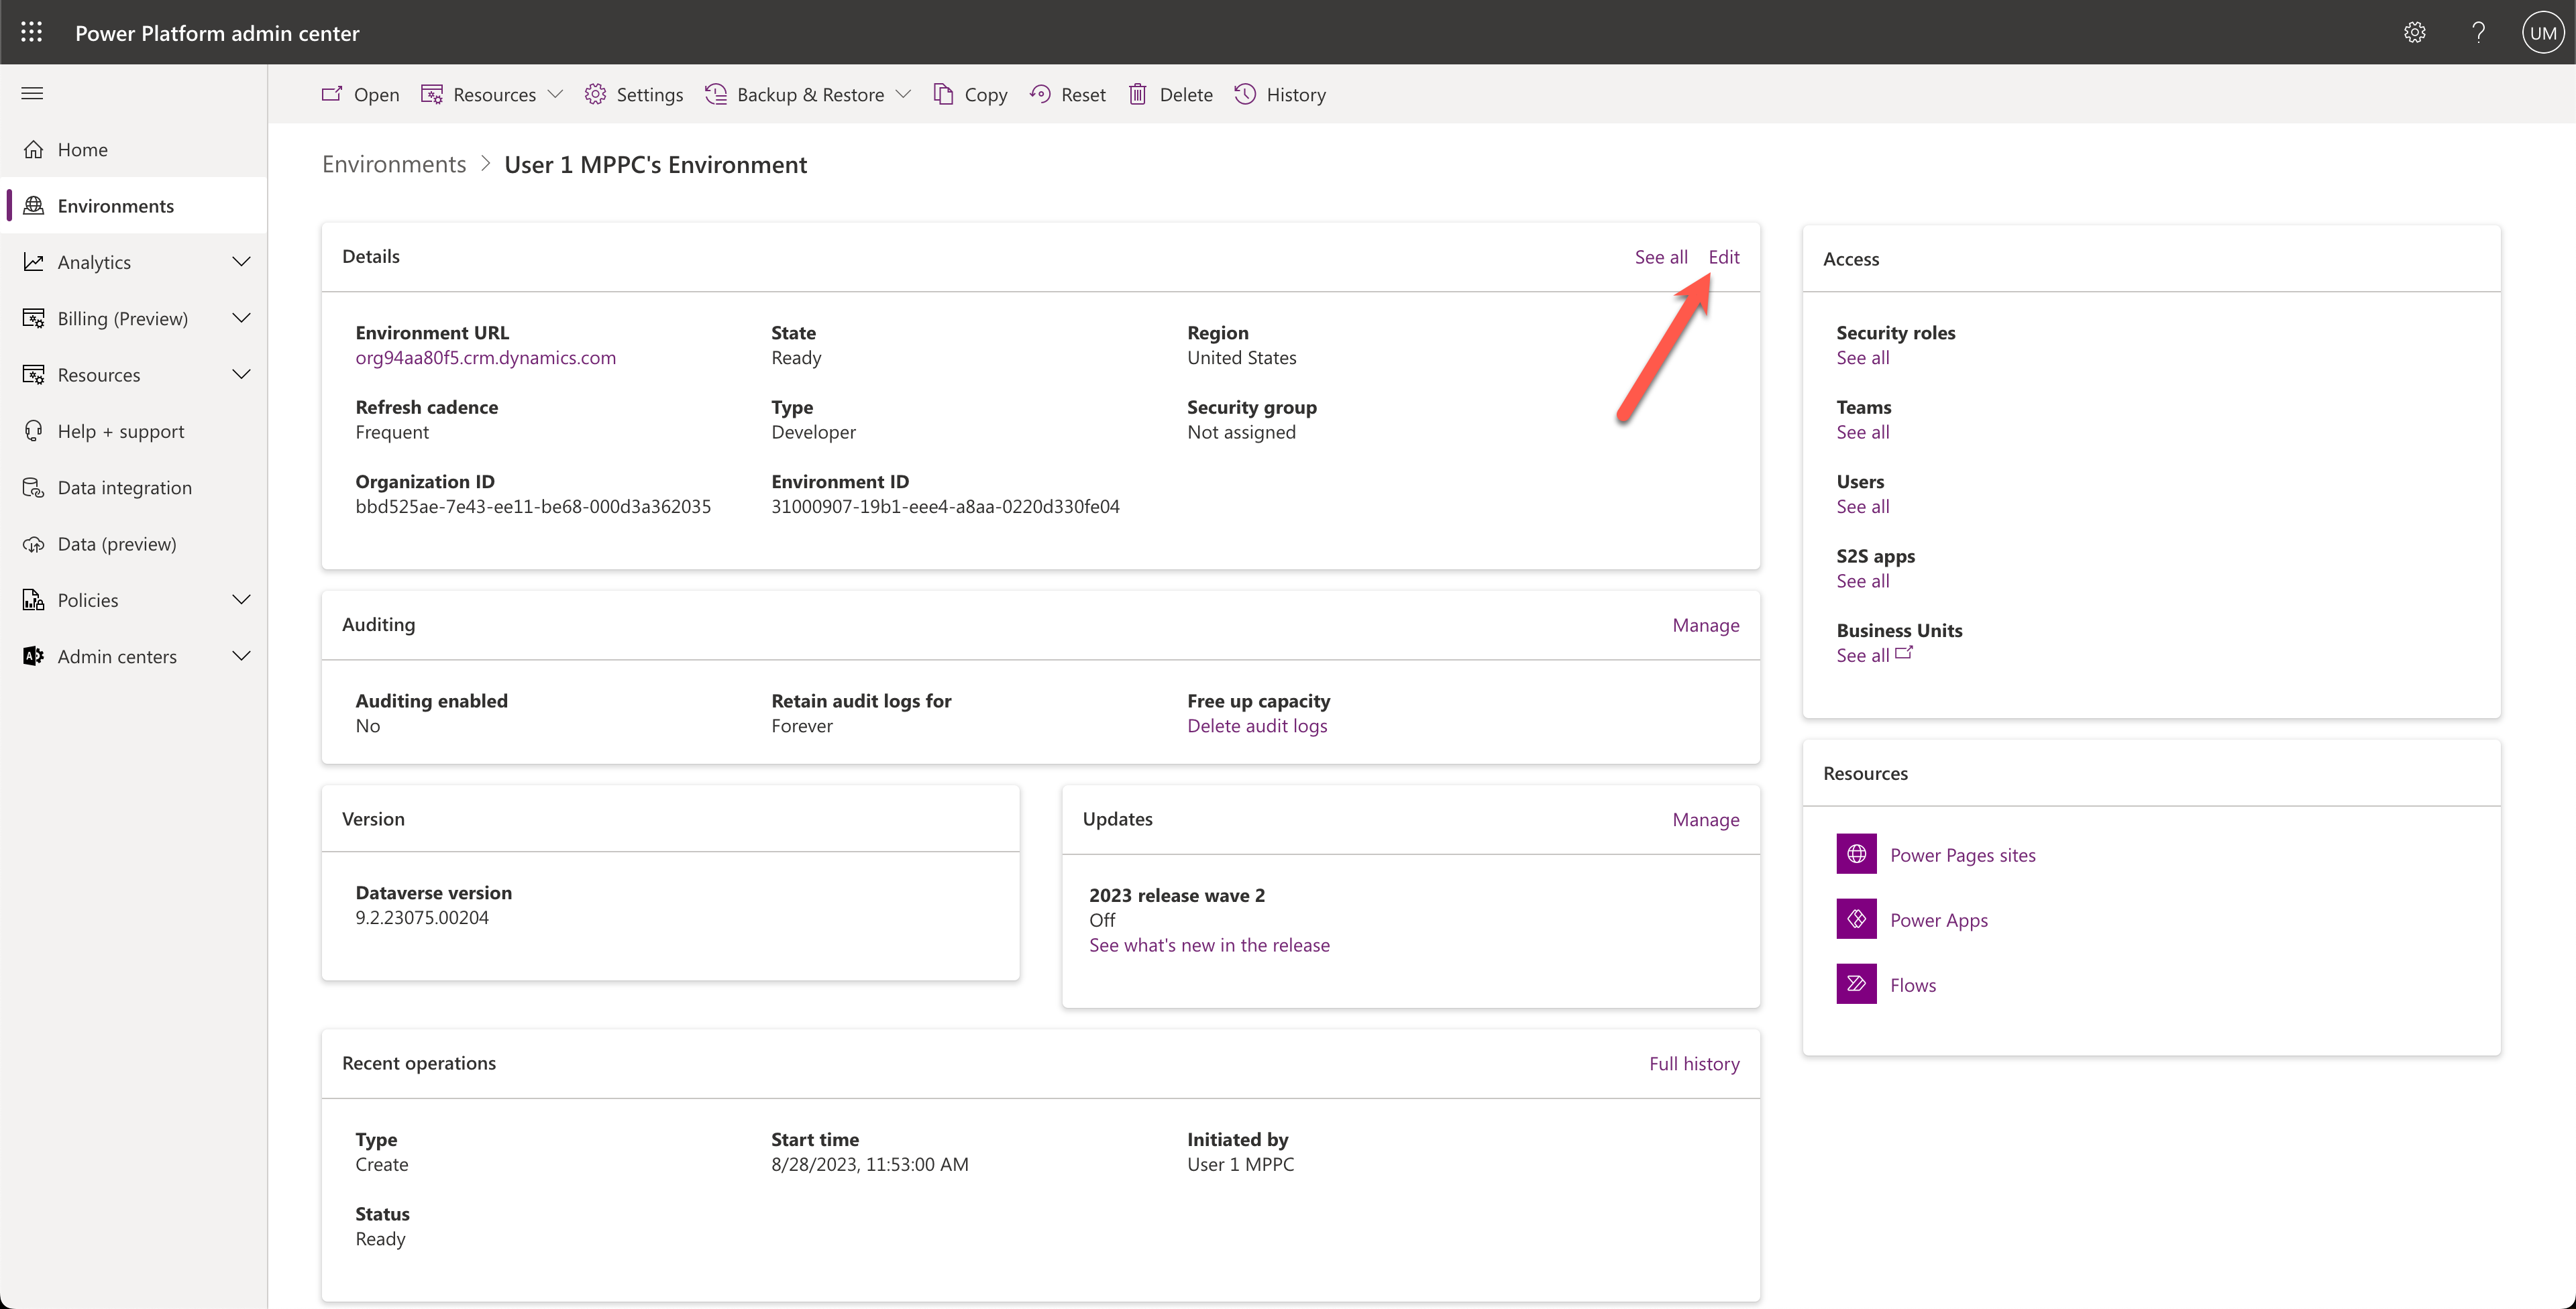 Power Platform admin center
UM
Open
Resources
Settings
Backup & Restore
Copy
Reset
Delete
History
Home
Environments
Analytics
Billing (Preview)
Resources
Help + support
Data integration
Data (preview)
Policies
Admin centers
Environments > User 1 MPPC's Environment
Details
See all
Edit
Environment URL
org94aa80f5.crm.dynamics.com
State
Ready
Region
United States
Refresh cadence
Frequent
Type
Developer
Security group
Not assigned
Organization ID
bbd525ae-7e43-ee11-be68-000d3a362035
Environment ID
31000907-19b1-eee4-a8aa-0220d330fe04
Auditing
Manage
Auditing enabled
No
Retain audit logs for
Forever
Free up capacity
Delete audit logs
Version
Dataverse version
9.2.23075.00204
Updates
Manage
2023 release wave 2
Off
See what's new in the release
Recent operations
Full history
Type
Create
Start time
8/28/2023, 11:53:00 AM
Initiated by
User 1 MPPC
Status
Ready
Access
Security roles
See all
Teams
See all
Users
See all
S2S apps
See all
Business Units
See all
Resources
Power Pages sites
Power Apps
Flows